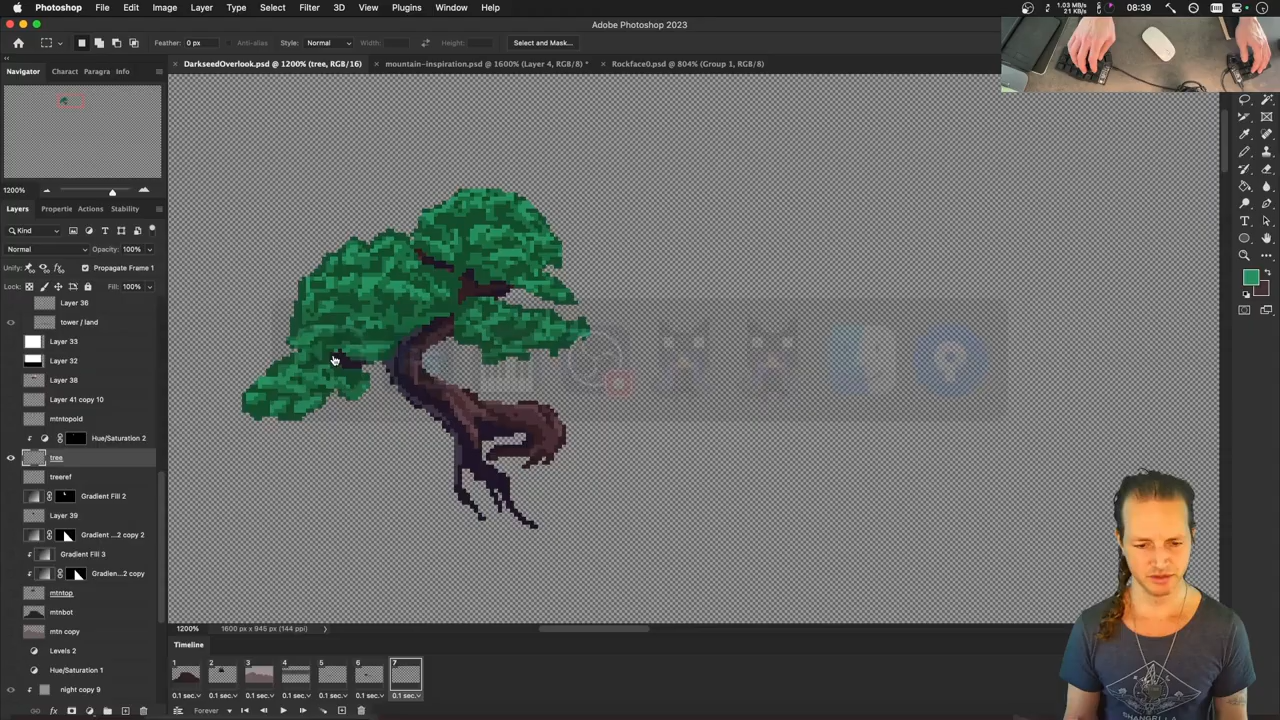 Photoshop File Edit Image Layer Type Select Filter 3D View Plugins Window Help 1.03 MB/s 21 KB/s 08:39
Adobe Photoshop 2023
Feather: 0 px Anti-alias Style: Normal Width: Height: Select and Mask...
Navigator Charact Paragra Info
× DarkseedOverlook.psd @ 1200% (tree, RGB/16) × mountain-inspiration.psd @ 1600% (Layer 4, RGB/8) * × Rockface0.psd @ 804% (Group 1, RGB/8)
1200%
Layers Propertie Actions Stability
Kind
Normal Opacity: 100%
Unify: Propagate Frame 1
Lock: Fill: 100%
Layer 36
tower / land
Layer 33
Layer 32
Layer 38
Layer 41 copy 10
mtntopold
Hue/Saturation 2
tree
treeref
Gradient Fill 2
Layer 39
Gradient ...2 copy 2
Gradient Fill 3
Gradien...2 copy
mtntop
mtnbot
mtn copy
Levels 2
Hue/Saturation 1
night copy 9
1200% 1600 px x 945 px (144 ppi)
Timeline
1 2 3 4 5 6 7
0.1 sec. 0.1 sec. 0.1 sec. 0.1 sec. 0.1 sec. 0.1 sec. 0.1 sec.
Forever